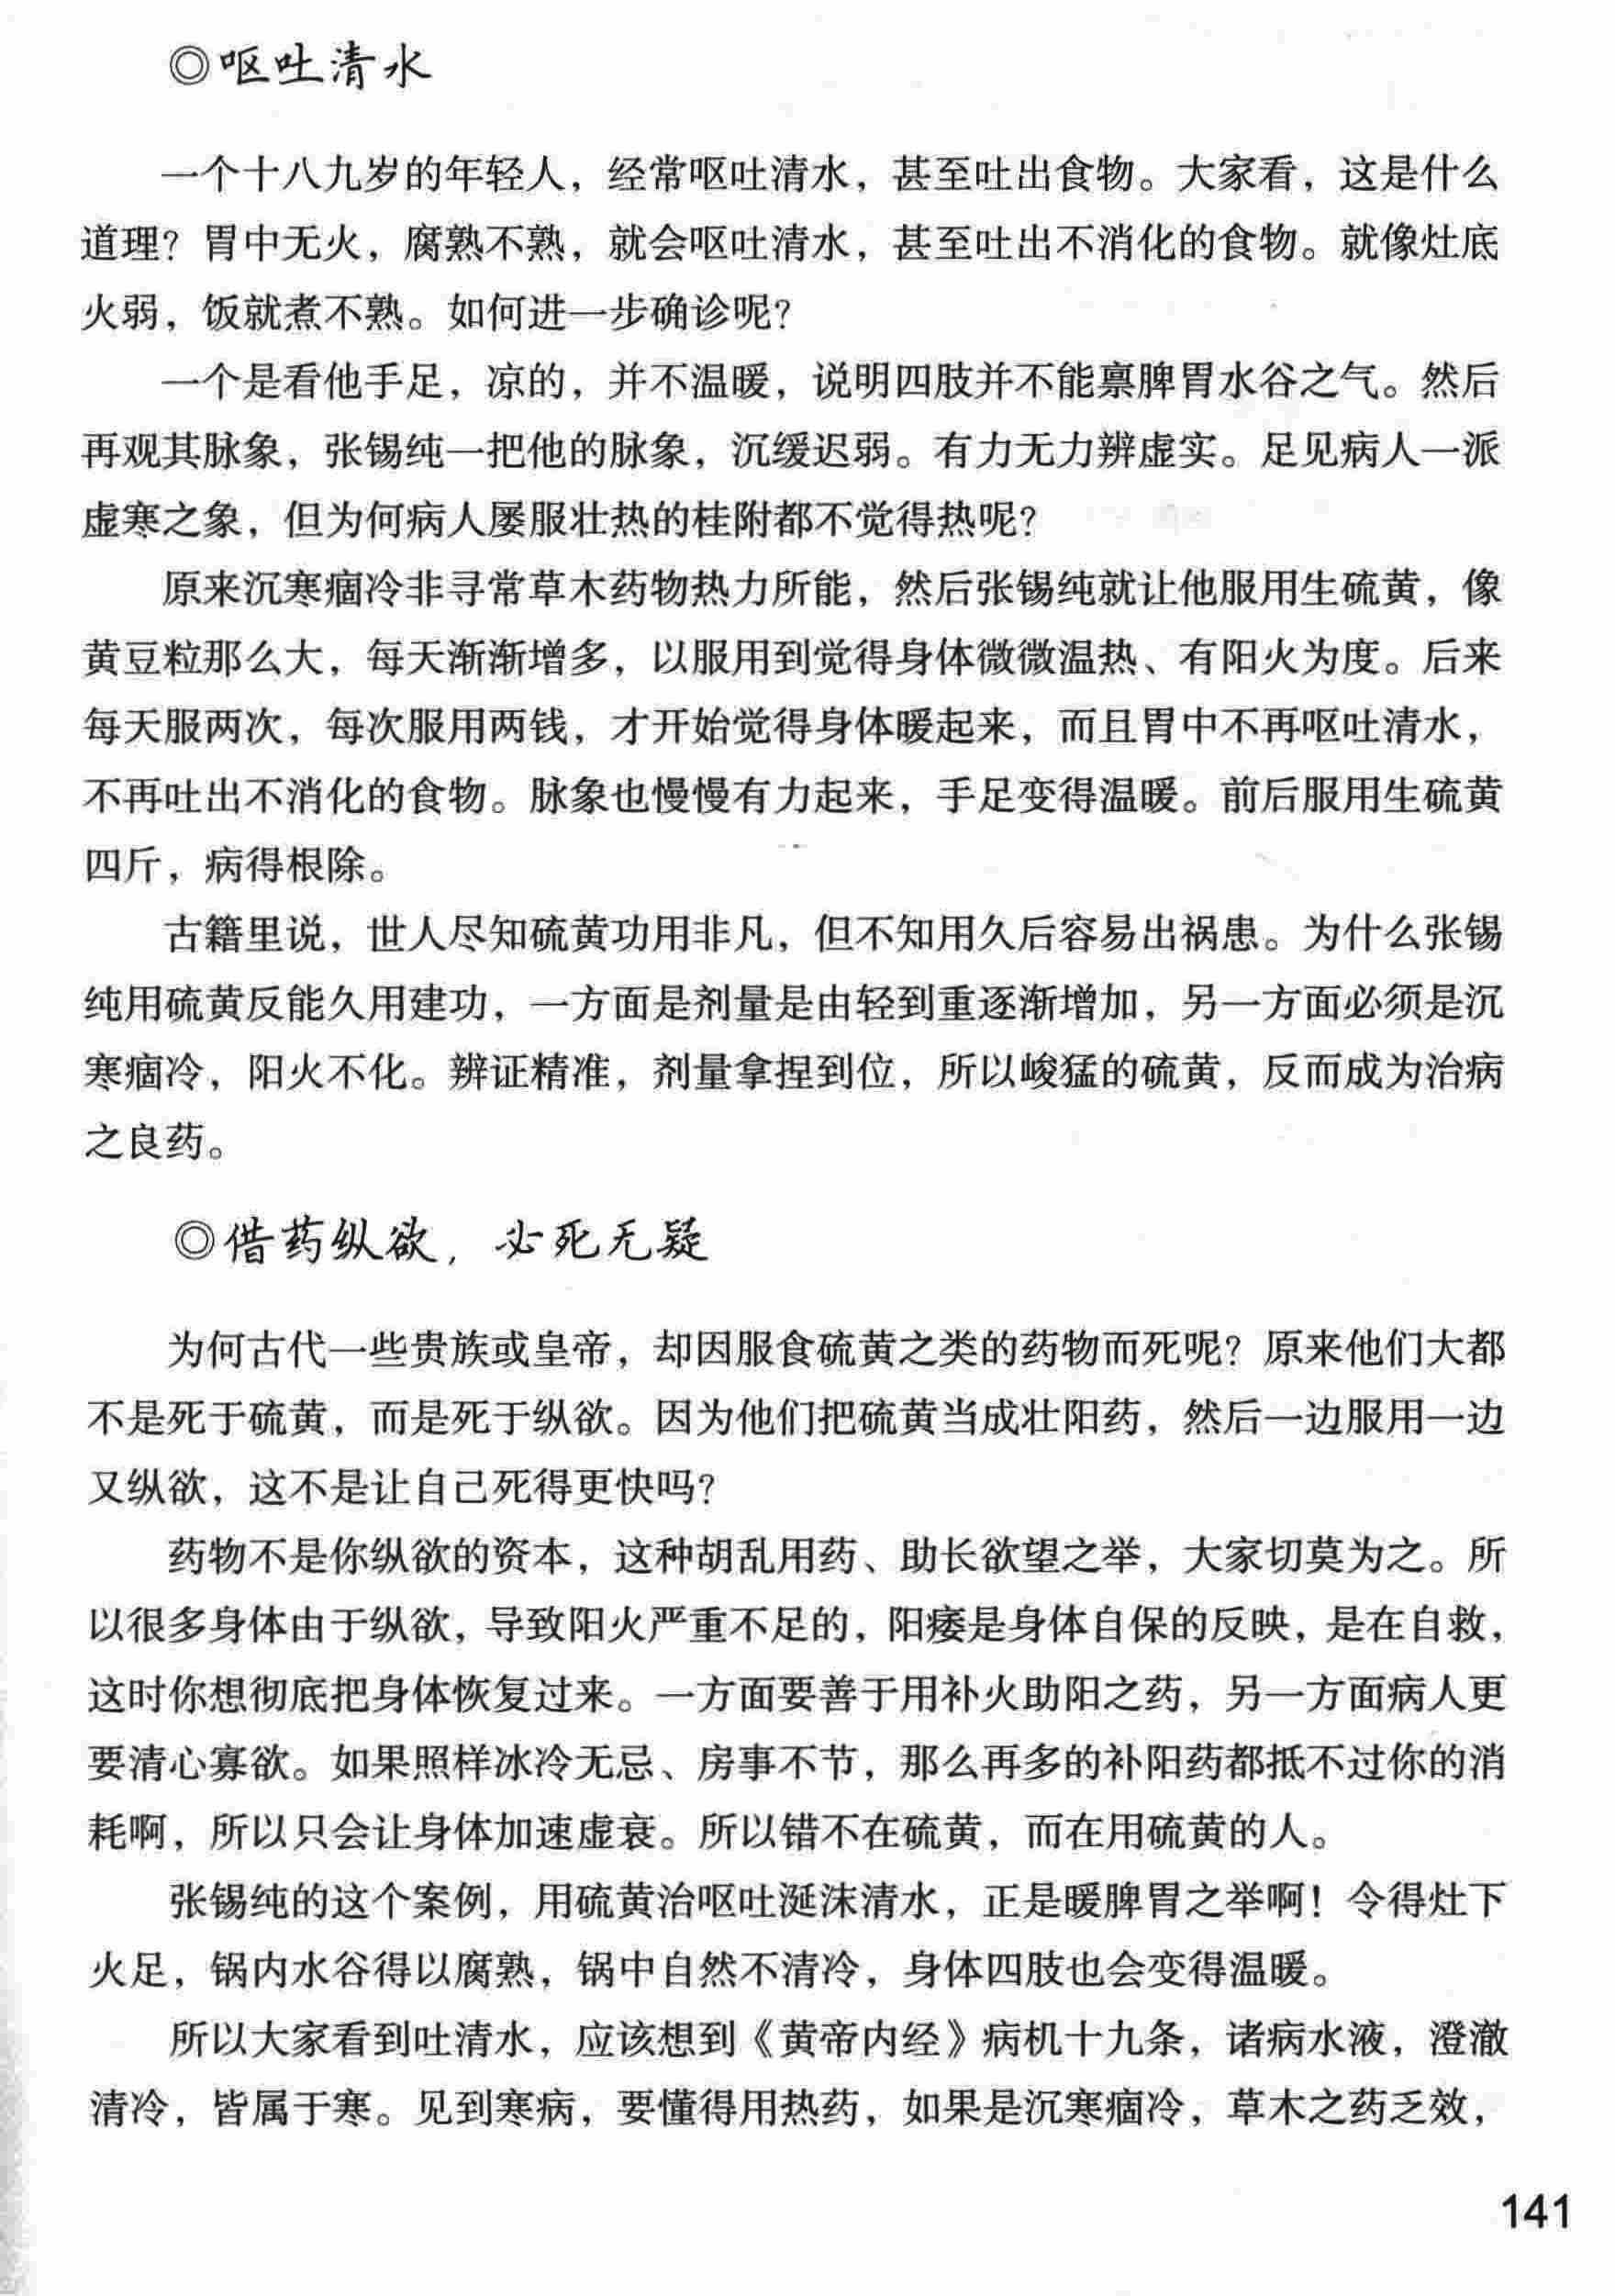 ◎呕吐清水
一个十八九岁的年轻人，经常呕吐清水，甚至吐出食物。大家看，这是什么
道理？胃中无火，腐熟不熟，就会呕吐清水，甚至吐出不消化的食物。就像灶底
火弱，饭就煮不熟。如何进一步确诊呢？
一个是看他手足，凉的，并不温暖，说明四肢并不能禀脾胃水谷之气。然后
再观其脉象，张锡纯一把他的脉象，沉缓迟弱。有力无力辨虚实。足见病人一派
虚寒之象，但为何病人屡服壮热的桂附都不觉得热呢？
原来沉寒痼冷非寻常草木药物热力所能，然后张锡纯就让他服用生硫黄，像
黄豆粒那么大，每天渐渐增多，以服用到觉得身体微微温热、有阳火为度。后来
每天服两次，每次服用两钱，才开始觉得身体暖起来，而且胃中不再呕吐清水，
不再吐出不消化的食物。脉象也慢慢有力起来，手足变得温暖。前后服用生硫黄
四斤，病得根除。
古籍里说，世人尽知硫黄功用非凡，但不知用久后容易出祸患。为什么张锡
纯用硫黄反能久用建功，一方面是剂量是由轻到重逐渐增加，另一方面必须是沉
寒痼冷，阳火不化。辨证精准，剂量拿捏到位，所以峻猛的硫黄，反而成为治病
之良药。
◎借药纵欲，必死无疑
为何古代一些贵族或皇帝，却因服食硫黄之类的药物而死呢？原来他们大都
不是死于硫黄，而是死于纵欲。因为他们把硫黄当成壮阳药，然后一边服用一边
又纵欲，这不是让自己死得更快吗？
药物不是你纵欲的资本，这种胡乱用药、助长欲望之举，大家切莫为之。所
以很多身体由于纵欲，导致阳火严重不足的，阳痿是身体自保的反映，是在自救，
这时你想彻底把身体恢复过来。一方面要善于用补火助阳之药，另一方面病人更
要清心寡欲。如果照样冰冷无忌、房事不节，那么再多的补阳药都抵不过你的消
耗啊，所以只会让身体加速虚衰。所以错不在硫黄，而在用硫黄的人。
张锡纯的这个案例，用硫黄治呕吐涎沫清水，正是暖脾胃之举啊！令得灶下
火足，锅内水谷得以腐熟，锅中自然不清冷，身体四肢也会变得温暖。
所以大家看到吐清水，应该想到《黄帝内经》病机十九条，诸病水液，澄澈
清冷，皆属于寒。见到寒病，要懂得用热药，如果是沉寒痼冷，草木之药乏效，
141